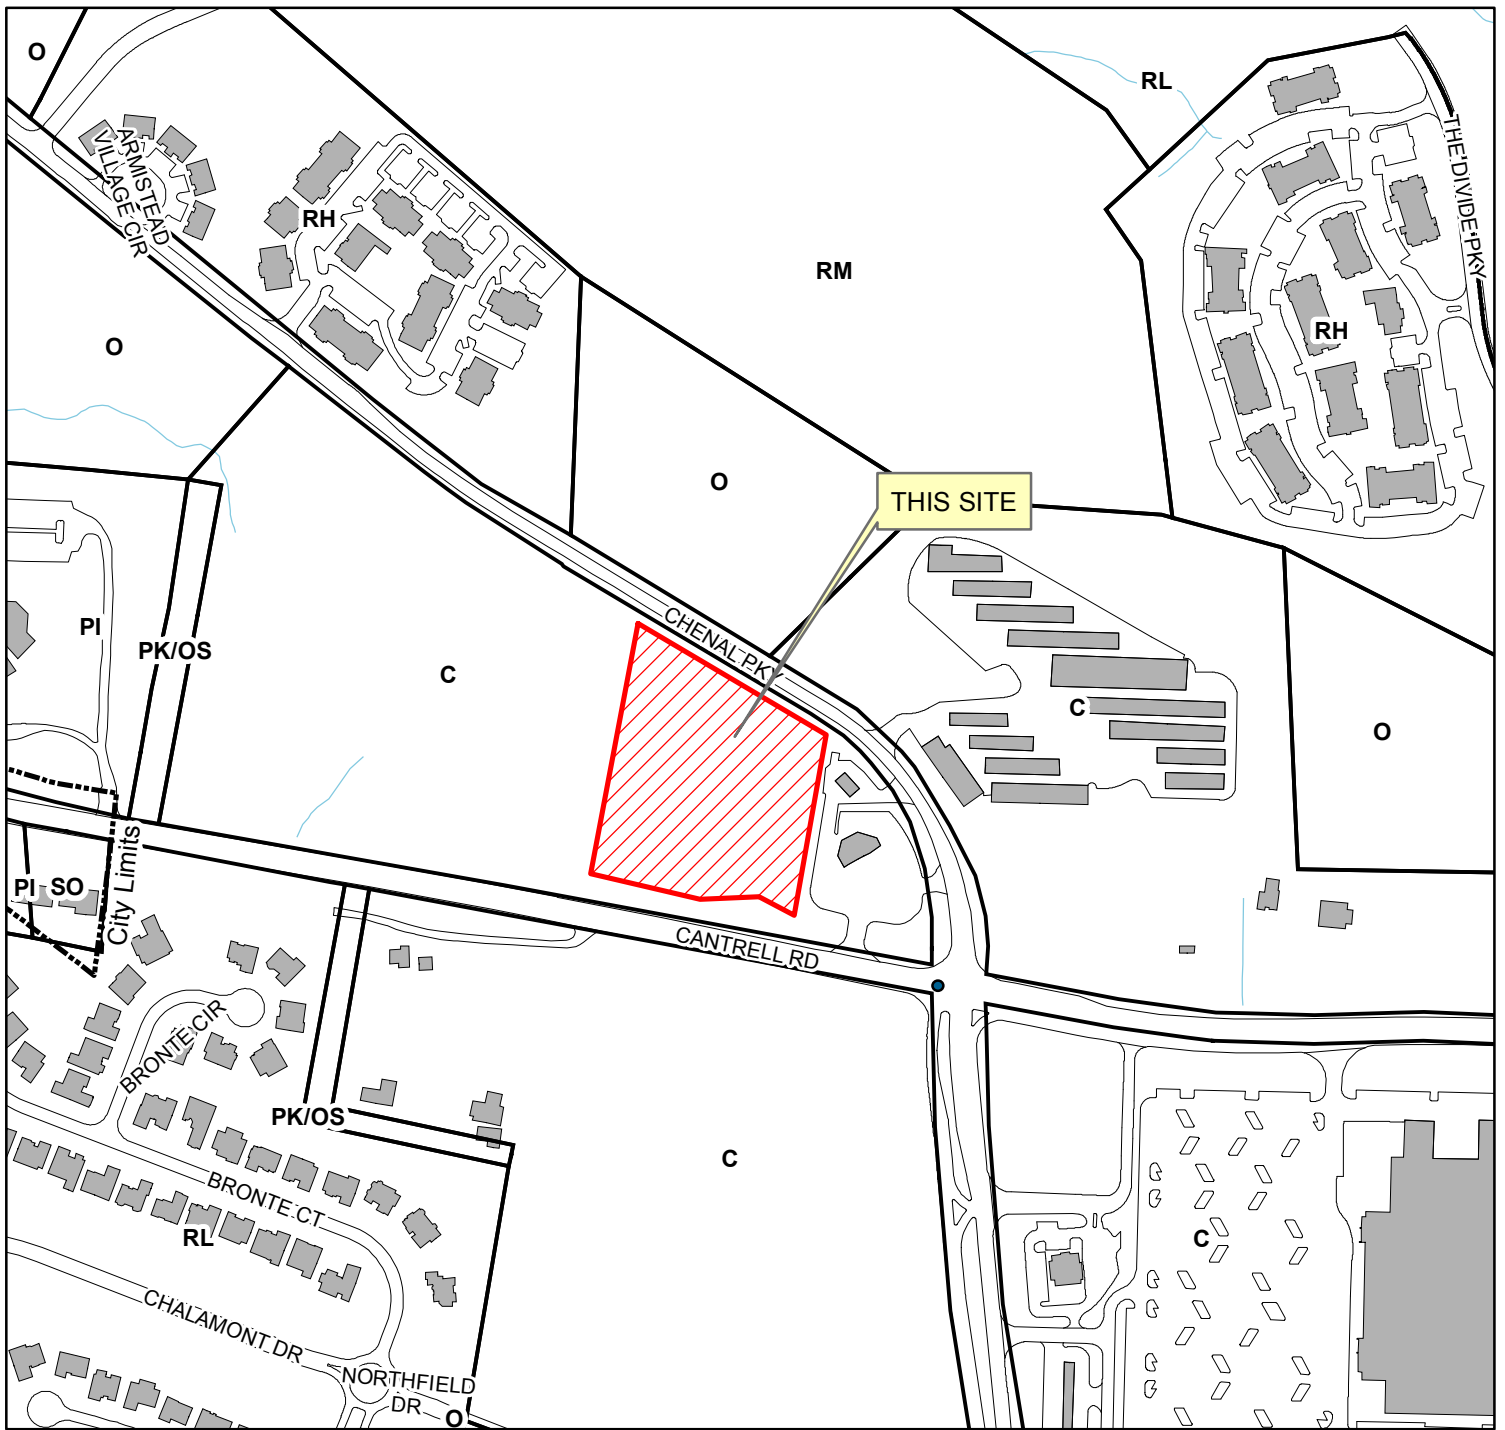 O
RL
ARMISTEAD
VILLAGE CIR
THE DIVIDE PKY
RH
RM
RH
O
O
THIS SITE
CHENAL PKY
PI
PK/OS
C
C
O
City Limits
PI
SO
CANTRELL RD
BRONTE CIR
PK/OS
C
BRONTE CT
RL
C
CHALAMONT DR
NORTHFIELD
DR
O